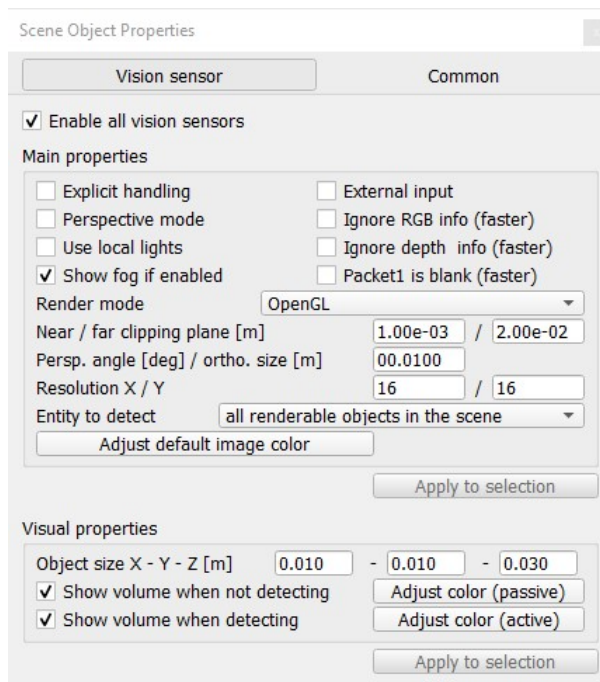 Scene Object Properties
Vision sensor Common
Enable all vision sensors
Main properties
Explicit handling External input
Perspective mode Ignore RGB info (faster)
Use local lights Ignore depth info (faster)
Show fog if enabled Packet1 is blank (faster)
Render mode OpenGL
Near / far clipping plane [m] 1.00e-03 / 2.00e-02
Persp. angle [deg] / ortho. size [m] 00.0100
Resolution X / Y 16 / 16
Entity to detect all renderable objects in the scene
Adjust default image color
Apply to selection
Visual properties
Object size X - Y - Z [m] 0.010 - 0.010 - 0.030
Show volume when not detecting Adjust color (passive)
Show volume when detecting Adjust color (active)
Apply to selection